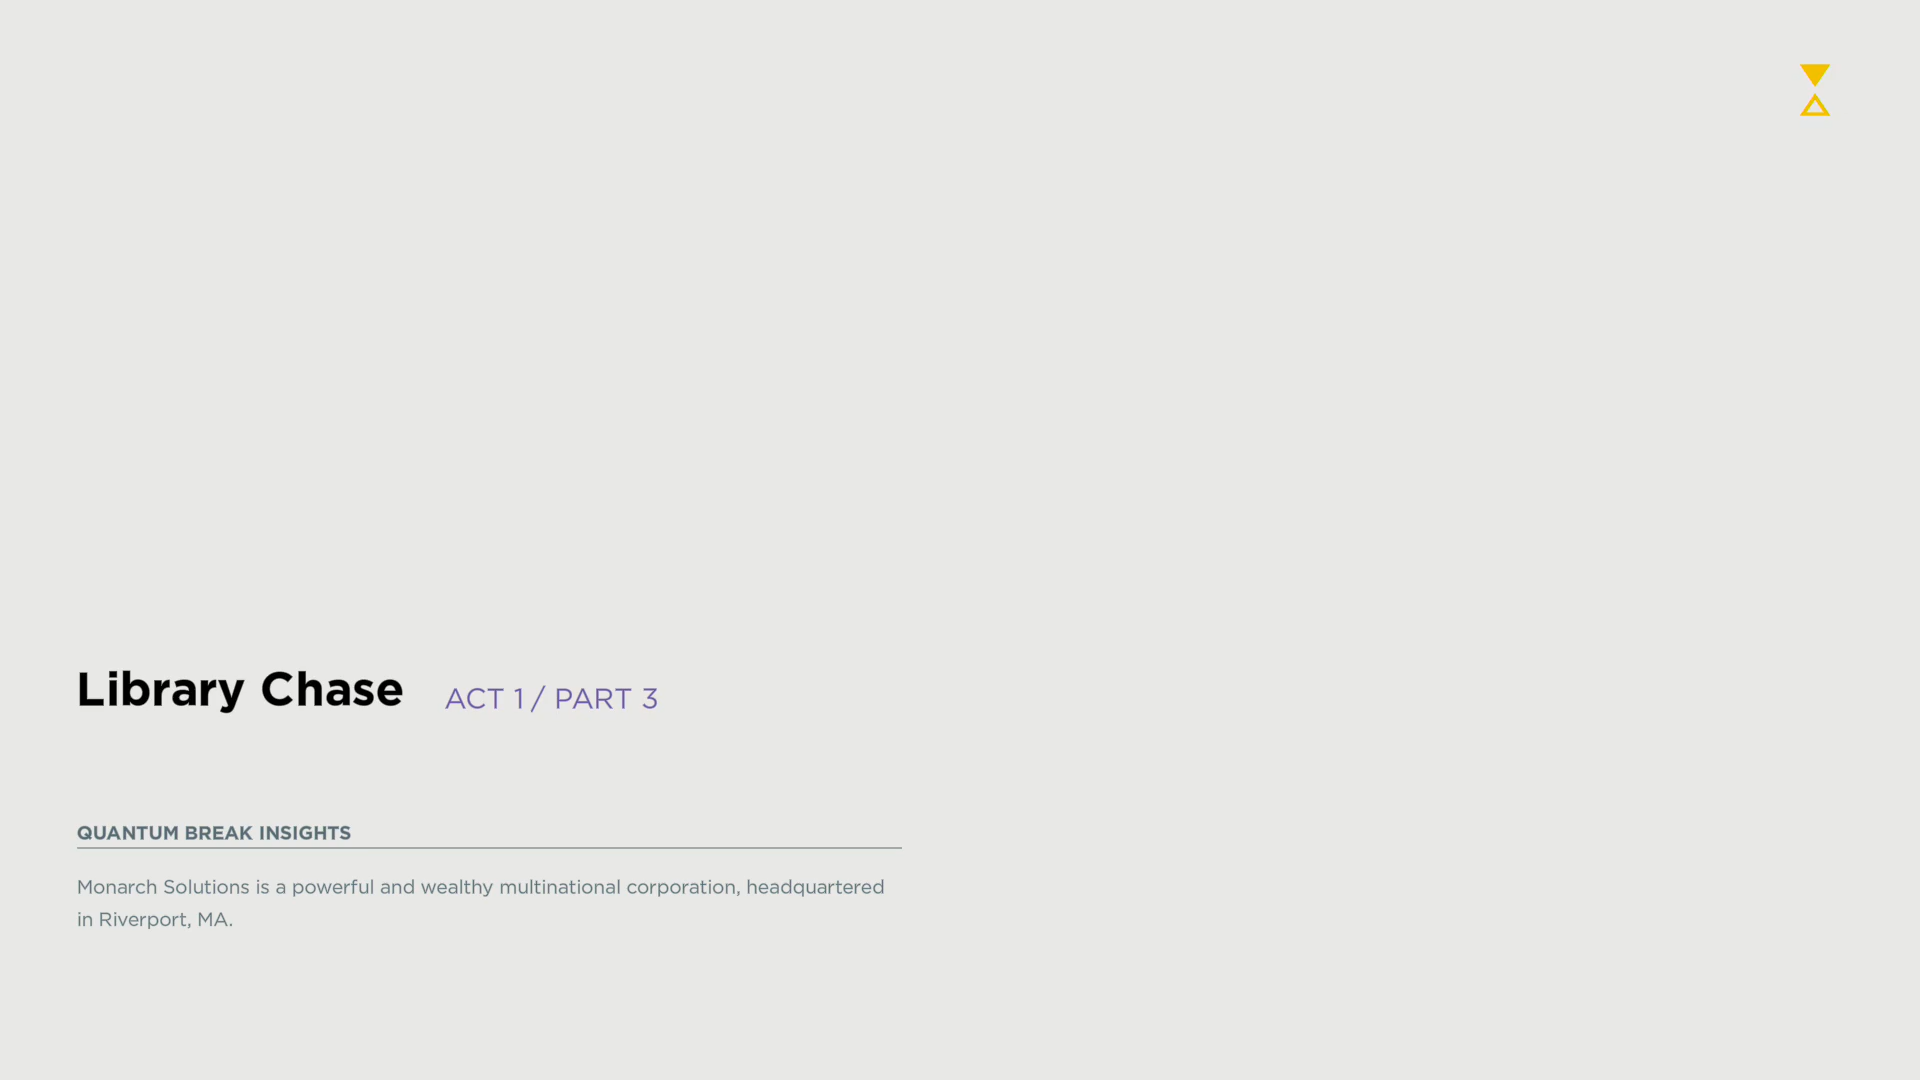 Library Chase ACT 1 / PART 3
QUANTUM BREAK INSIGHTS
Monarch Solutions is a powerful and wealthy multinational corporation, headquartered
in Riverport, MA.